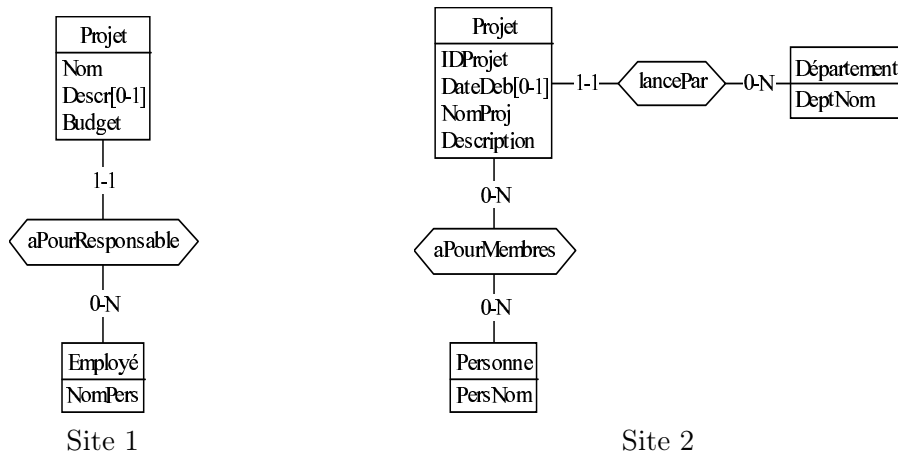 Projet
Nom
Descr[0-1]
Budget
1-1
aPourResponsable
0-N
Employé
NomPers
Site 1
Projet
IDProjet
DateDeb[0-1]
NomProj
Description
1-1
lancePar
0-N
Département
DeptNom
0-N
aPourMembres
0-N
Personne
PersNom
Site 2